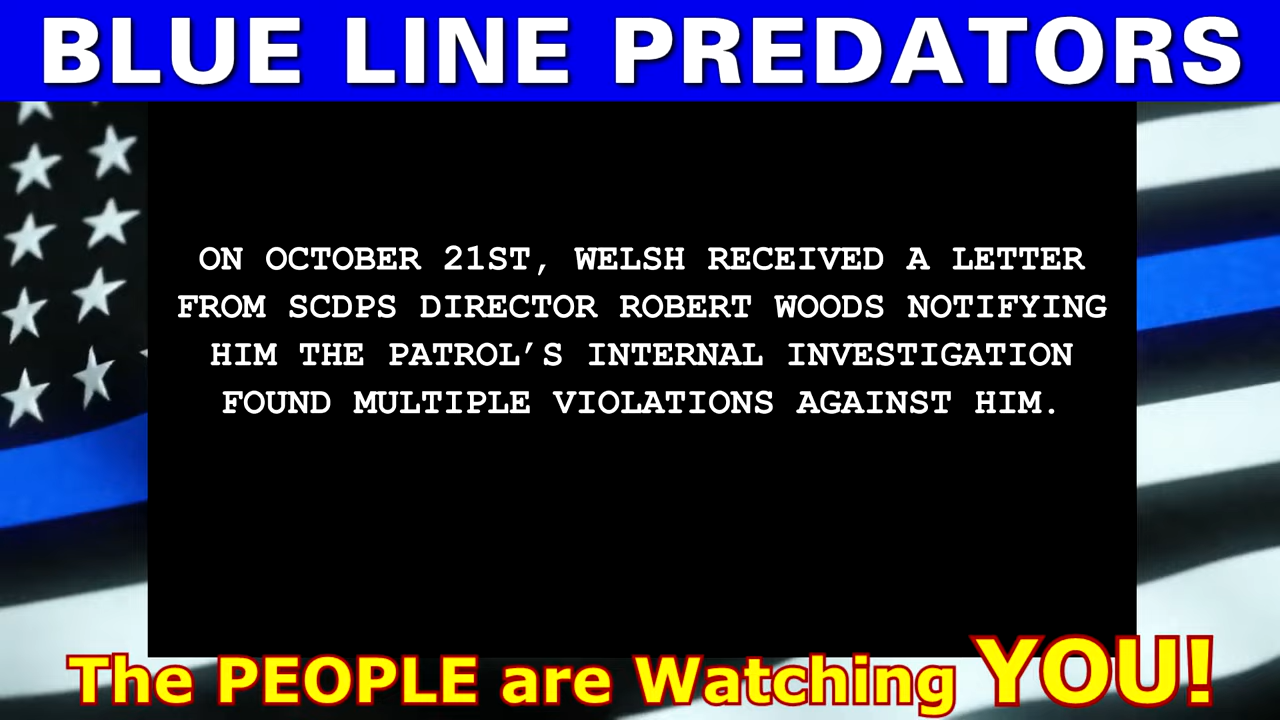 BLUE LINE PREDATORS
ON OCTOBER 21ST, WELSH RECEIVED A LETTER
FROM SCDPS DIRECTOR ROBERT WOODS NOTIFYING
HIM THE PATROL’S INTERNAL INVESTIGATION
FOUND MULTIPLE VIOLATIONS AGAINST HIM.
The PEOPLE are Watching YOU!